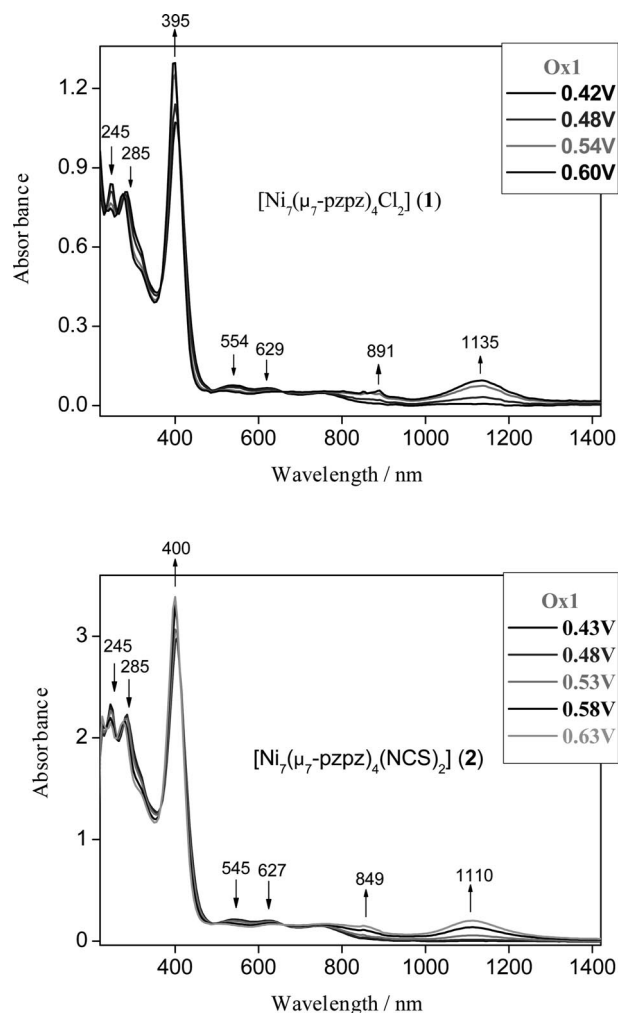 395
Ox1
0.42V
0.48V
0.54V
0.60V
1.2
245
285
0.9
[Ni₇(μ₇-pzpz)₄Cl₂] (1)
0.6
0.3
554
629
891
1135
0.0
400
600
800
1000
1200
1400
Wavelength / nm
Absorbance
400
Ox1
0.43V
0.48V
0.53V
0.58V
0.63V
3
245
285
2
[Ni₇(μ₇-pzpz)₄(NCS)₂] (2)
1
545
627
849
1110
0
400
600
800
1000
1200
1400
Wavelength / nm
Absorbance